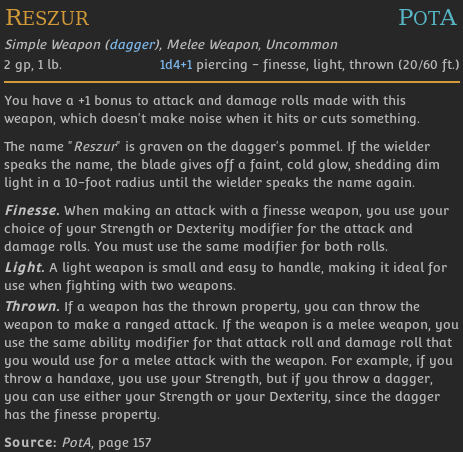 RESZUR PotA
Simple Weapon (dagger), Melee Weapon, Uncommon
2 gp, 1 lb. 1d4+1 piercing - finesse, light, thrown (20/60 ft.)
You have a +1 bonus to attack and damage rolls made with this
weapon, which doesn't make noise when it hits or cuts something.
The name "Reszur" is graven on the dagger's pommel. If the wielder
speaks the name, the blade gives off a faint, cold glow, shedding dim
light in a 10-foot radius until the wielder speaks the name again.
Finesse. When making an attack with a finesse weapon, you use your
choice of your Strength or Dexterity modifier for the attack and
damage rolls. You must use the same modifier for both rolls.
Light. A light weapon is small and easy to handle, making it ideal for
use when fighting with two weapons.
Thrown. If a weapon has the thrown property, you can throw the
weapon to make a ranged attack. If the weapon is a melee weapon, you
use the same ability modifier for that attack roll and damage roll that
you would use for a melee attack with the weapon. For example, if you
throw a handaxe, you use your Strength, but if you throw a dagger,
you can use either your Strength or your Dexterity, since the dagger
has the finesse property.
Source: PotA, page 157